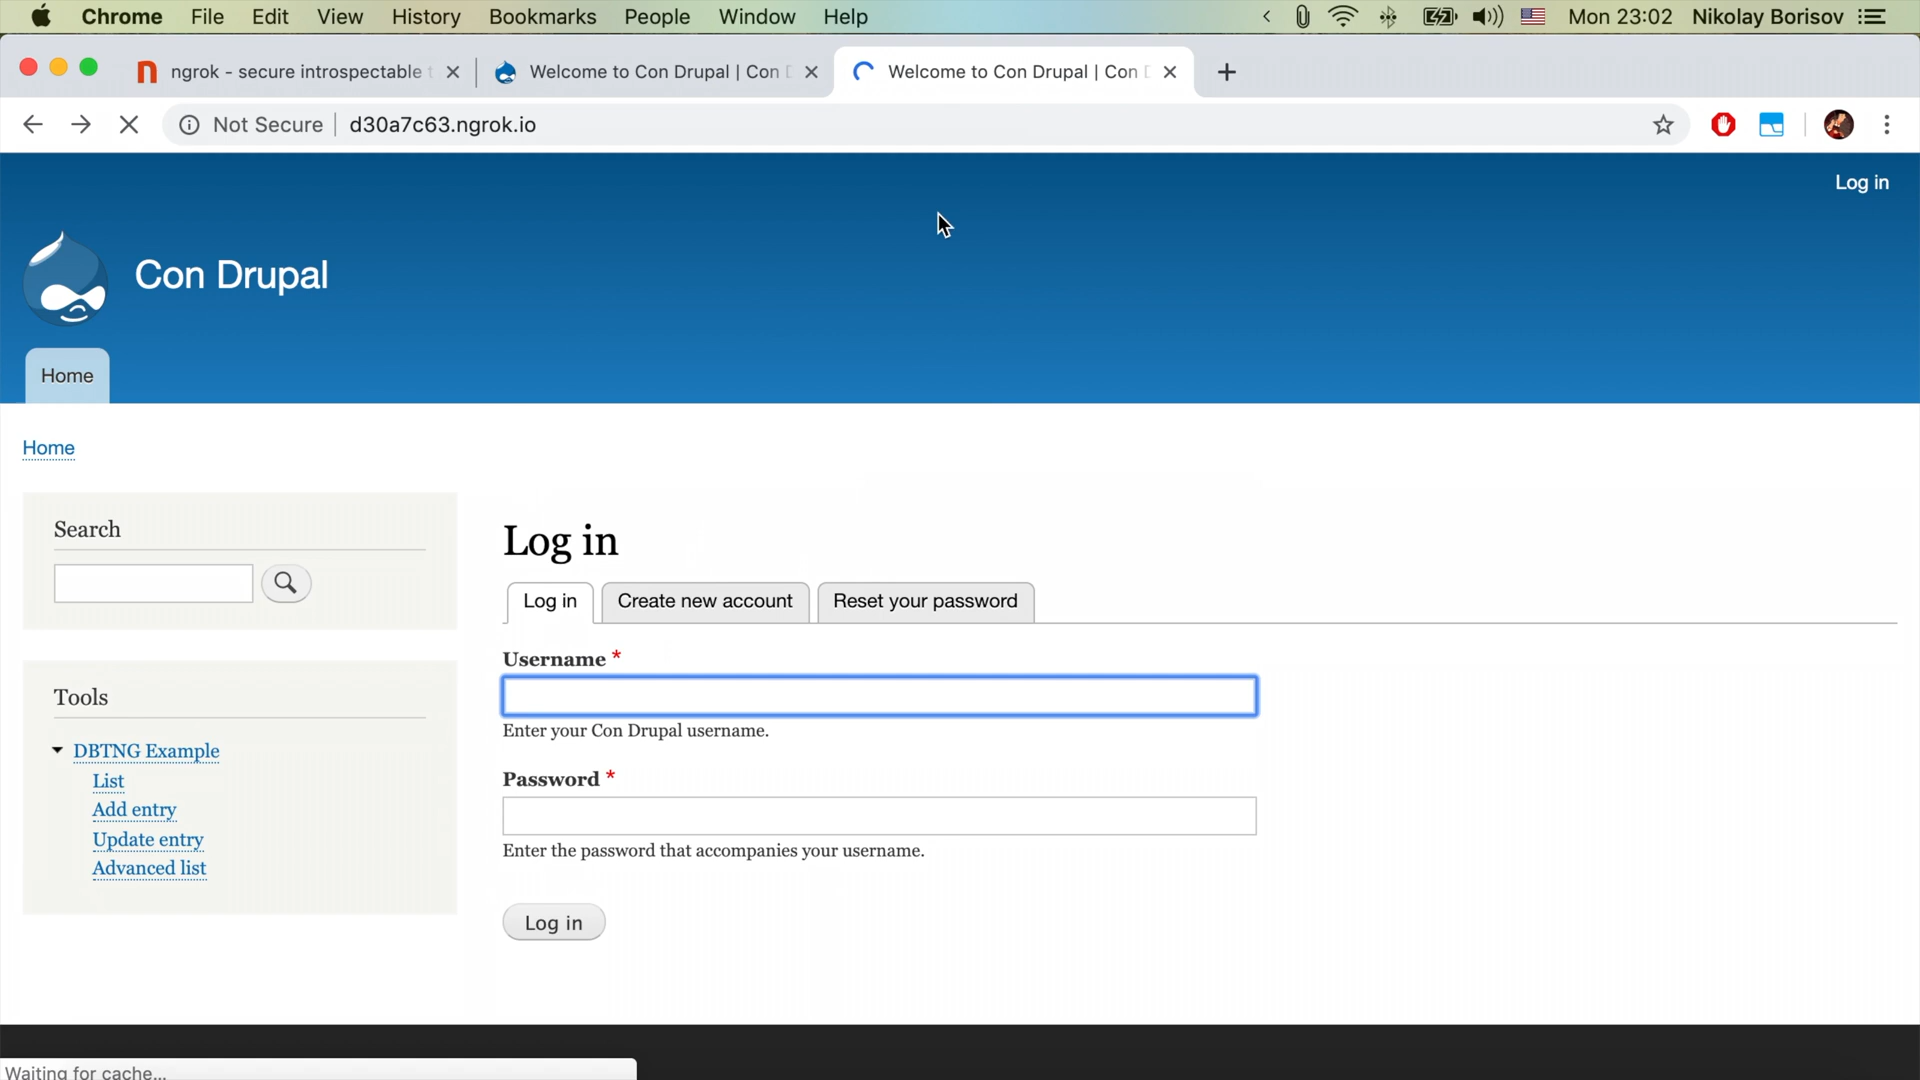 Chrome File Edit View History Bookmarks People Window Help Mon 23:02 Nikolay Borisov
ngrok - secure introspectable Welcome to Con Drupal | Con Welcome to Con Drupal | Con
Not Secure d30a7c63.ngrok.io
Log in
Con Drupal
Home
Home
Search
Log in
Log in Create new account Reset your password
Username *
Enter your Con Drupal username.
Password *
Enter the password that accompanies your username.
Log in
Tools
DBTNG Example
List
Add entry
Update entry
Advanced list
Waiting for cache...